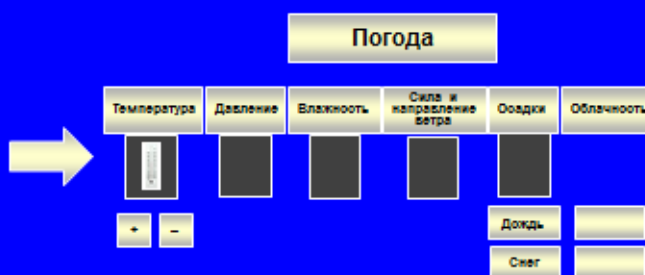 Погода
Температура
Давление
Влажность
Сила и
направление
ветра
Осадки
Облачность
+ −
Дождь
Снег